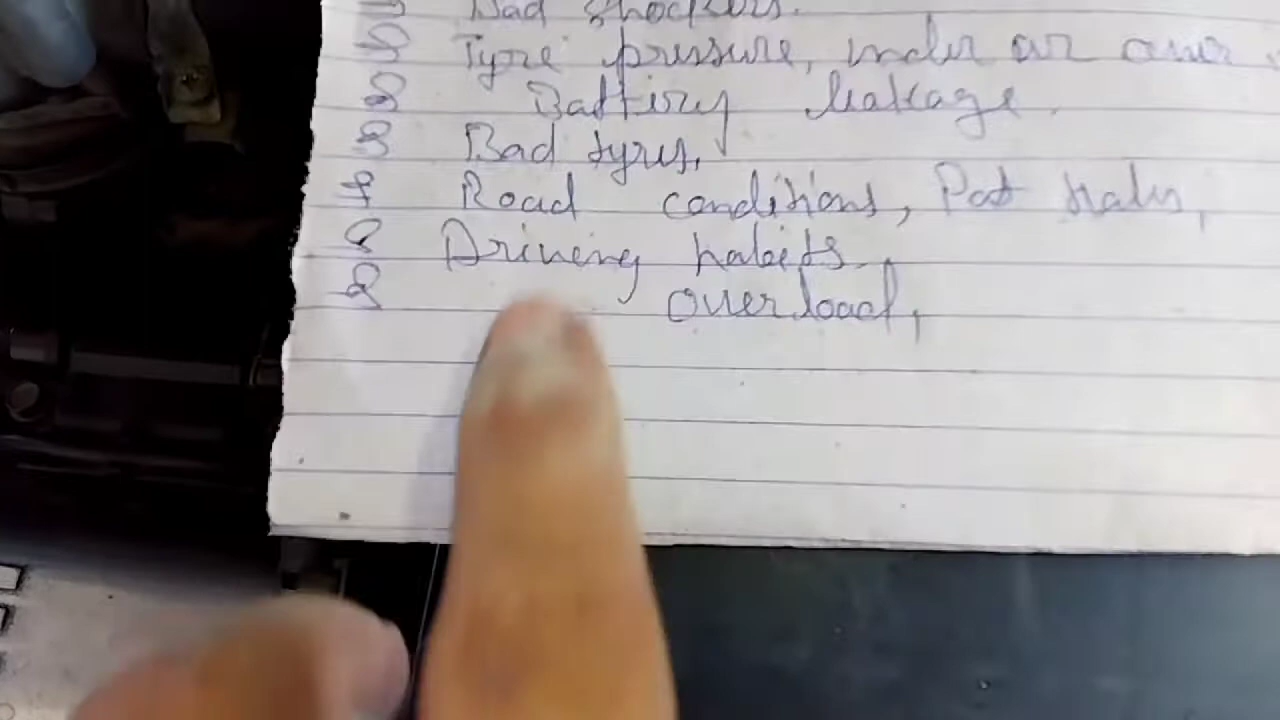 Bad shockers.
Tyre pressure, under or over
Battery leakage.
Bad tyres,
Road conditions, Pot holes,
Driving habits,
overload,